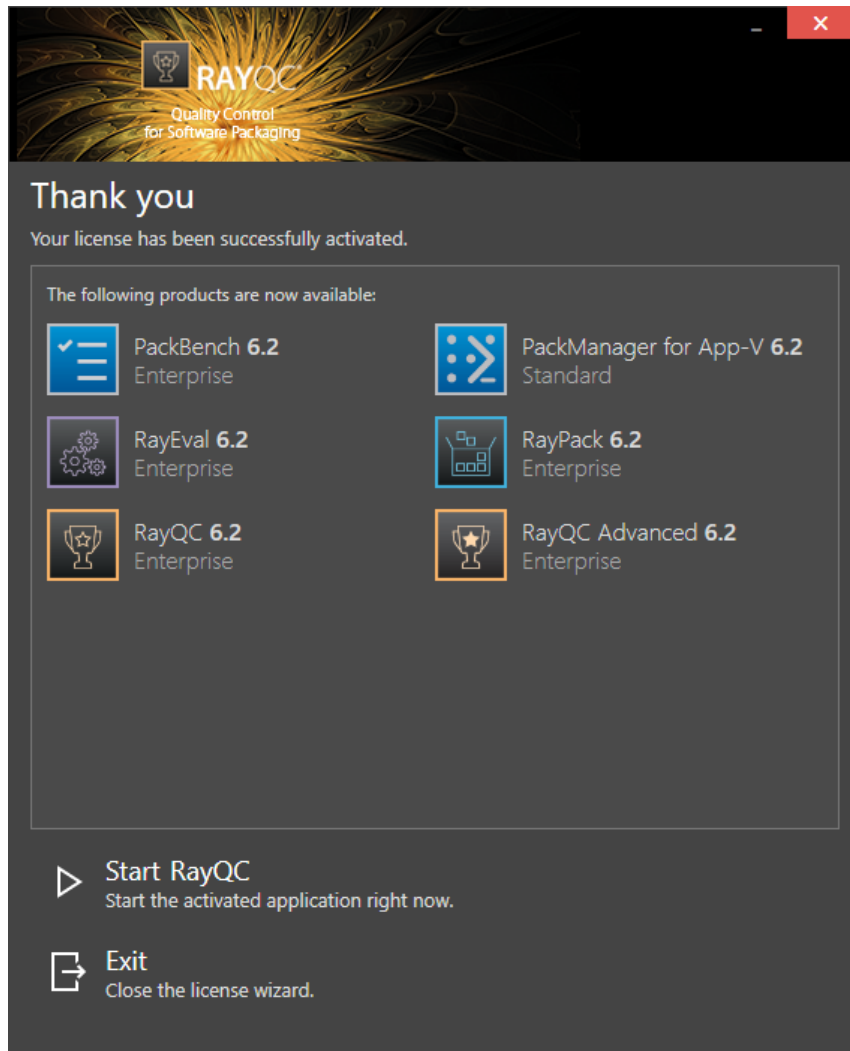 RAYQC
Quality Control
for Software Packaging
Thank you
Your license has been successfully activated.
The following products are now available:
PackBench 6.2
Enterprise
PackManager for App-V 6.2
Standard
RayEval 6.2
Enterprise
RayPack 6.2
Enterprise
RayQC 6.2
Enterprise
RayQC Advanced 6.2
Enterprise
Start RayQC
Start the activated application right now.
Exit
Close the license wizard.